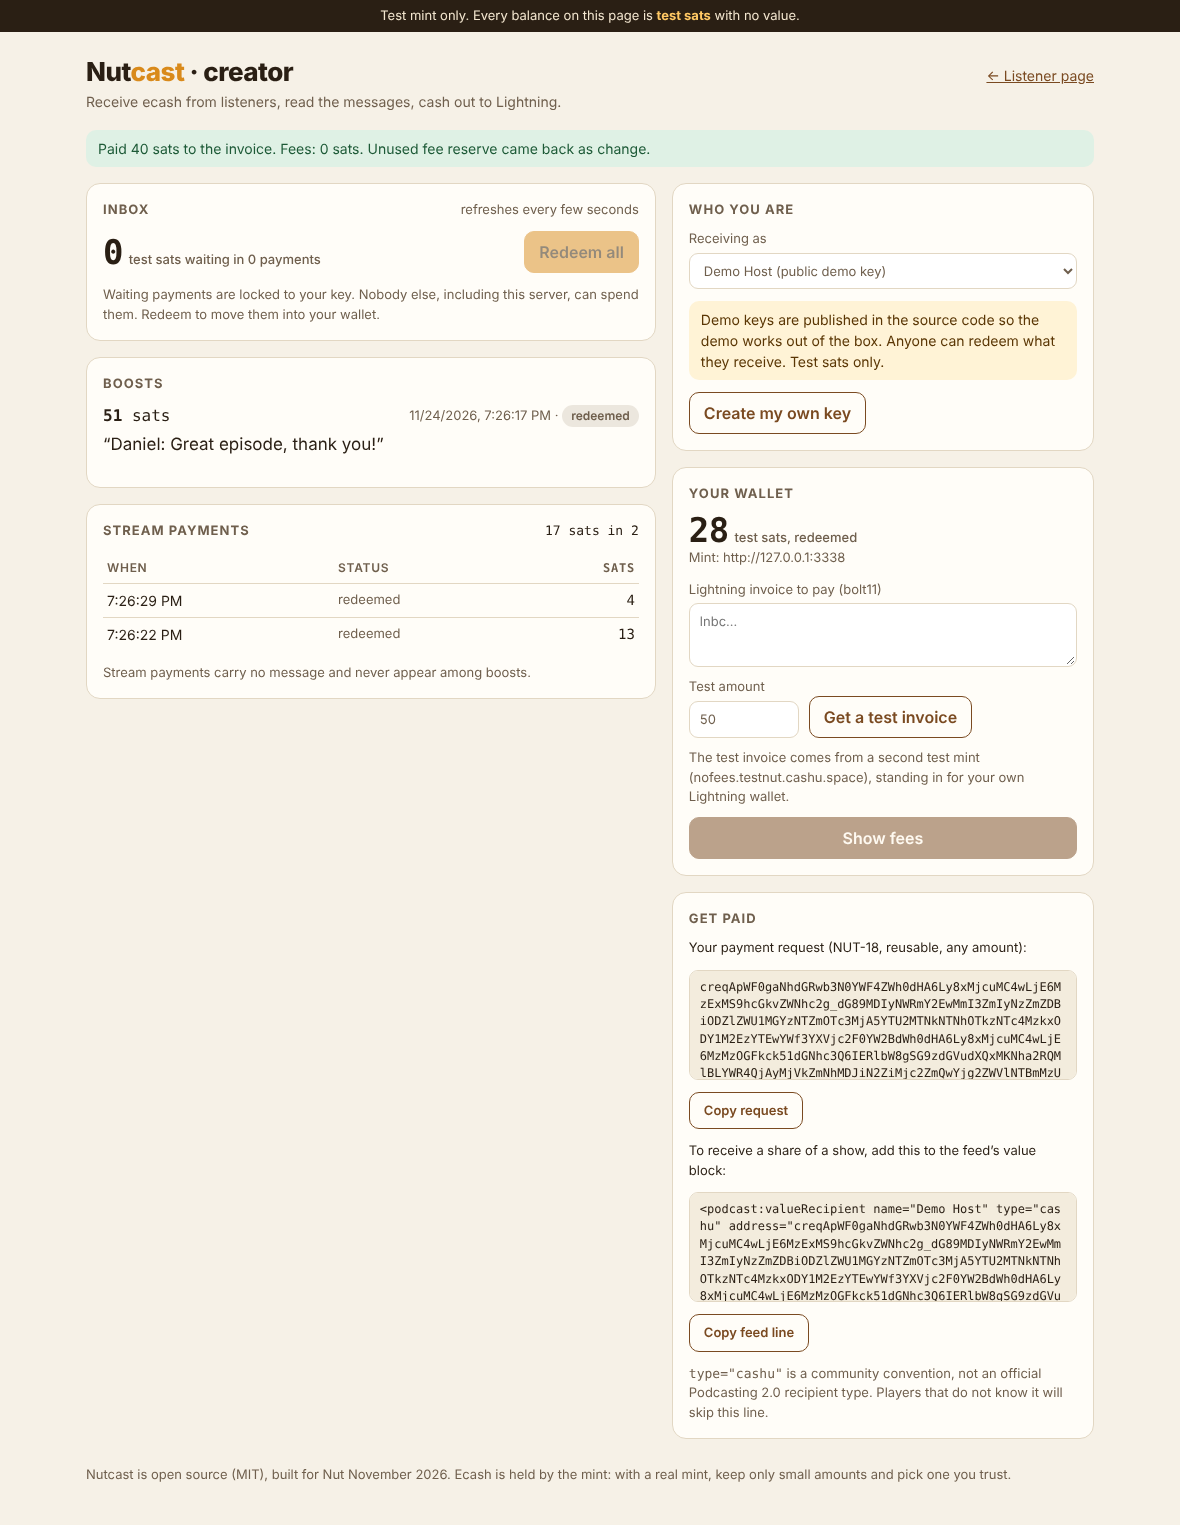 Test mint only. Every balance on this page is test sats with no value.
Nutcast · creator
← Listener page
Receive ecash from listeners, read the messages, cash out to Lightning.
Paid 40 sats to the invoice. Fees: 0 sats. Unused fee reserve came back as change.
INBOX
refreshes every few seconds
0 test sats waiting in 0 payments
Redeem all
Waiting payments are locked to your key. Nobody else, including this server, can spend
them. Redeem to move them into your wallet.
BOOSTS
51 sats
11/24/2026, 7:26:17 PM · redeemed
“Daniel: Great episode, thank you!”
STREAM PAYMENTS
17 sats in 2
WHEN STATUS SATS
7:26:29 PM redeemed 4
7:26:22 PM redeemed 13
Stream payments carry no message and never appear among boosts.
WHO YOU ARE
Receiving as
Demo Host (public demo key)
Demo keys are published in the source code so the
demo works out of the box. Anyone can redeem what
they receive. Test sats only.
Create my own key
YOUR WALLET
28 test sats, redeemed
Mint: http://127.0.0.1:3338
Lightning invoice to pay (bolt11)
lnbc...
Test amount
50
Get a test invoice
The test invoice comes from a second test mint
(nofees.testnut.cashu.space), standing in for your own
Lightning wallet.
Show fees
GET PAID
Your payment request (NUT-18, reusable, any amount):
creqApWF0gaNhdGRwb3N0YWF4ZWh0dHA6Ly8xMjcuMC4wLjE6M
zExMS9hcGkvZWNhc2g_dG89MDIyNWRmY2EwMmI3ZmIyNzZmZDB
iODZlZWU1MGYzNTZmOTc3MjA5YTU2MTNkNTNhOTkzNTc4MzkxO
DY1M2EzYTEwYWf3YXVjc2F0YW2BdWh0dHA6Ly8xMjcuMC4wLjE
6MzMzOGFkck51dGNhc3Q6IERlbW8gSG9zdGVudXQxMKNha2RQM
lBLYWR4QjAyMjVkZmNhMDJiN2ZiMjc2ZmQwYjg2ZWVlNTBmMzU
Copy request
To receive a share of a show, add this to the feed’s value
block:
<podcast:valueRecipient name="Demo Host" type="cas
hu" address="creqApWF0gaNhdGRwb3N0YWF4ZWh0dHA6Ly8x
MjcuMC4wLjE6MzExMS9hcGkvZWNhc2g_dG89MDIyNWRmY2EwMm
I3ZmIyNzZmZDBiODZlZWU1MGYzNTZmOTc3MjA5YTU2MTNkNTNh
OTkzNTc4MzkxODY1M2EzYTEwYWf3YXVjc2F0YW2BdWh0dHA6Ly
8xMjcuMC4wLjE6MzMzOGFkck51dGNhc3Q6IERlbW8gSG9zdGVu
Copy feed line
type="cashu" is a community convention, not an official
Podcasting 2.0 recipient type. Players that do not know it will
skip this line.
Nutcast is open source (MIT), built for Nut November 2026. Ecash is held by the mint: with a real mint, keep only small amounts and pick one you trust.